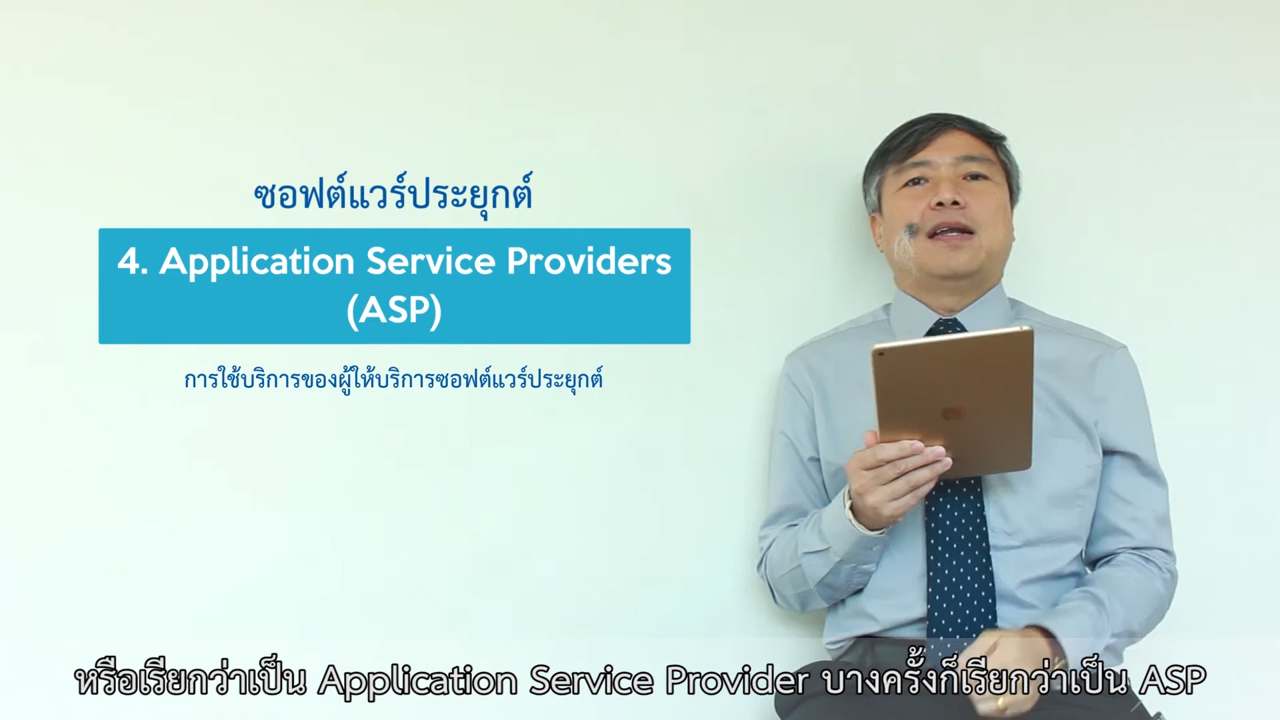 ซอฟต์แวร์ประยุกต์
4. Application Service Providers
(ASP)
การใช้บริการของผู้ให้บริการซอฟต์แวร์ประยุกต์
หรือเรียกว่าเป็น Application Service Provider บางครั้งก็เรียกว่าเป็น ASP